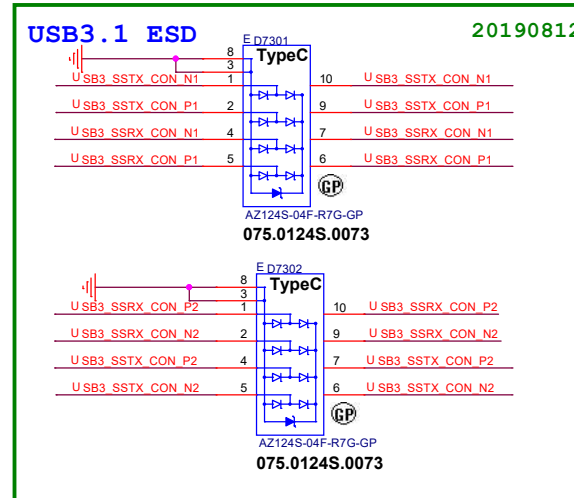 USB3.1 ESD
20190812
ED7301
8
TypeC
3
USB3_SSTX_CON_N1 1 10 USB3_SSTX_CON_N1
USB3_SSTX_CON_P1 2 9 USB3_SSTX_CON_P1
USB3_SSRX_CON_N1 4 7 USB3_SSRX_CON_N1
USB3_SSRX_CON_P1 5 6 USB3_SSRX_CON_P1
GP
AZ124S-04F-R7G-GP
075.0124S.0073
ED7302
8
TypeC
3
USB3_SSRX_CON_P2 1 10 USB3_SSRX_CON_P2
USB3_SSRX_CON_N2 2 9 USB3_SSRX_CON_N2
USB3_SSTX_CON_P2 4 7 USB3_SSTX_CON_P2
USB3_SSTX_CON_N2 5 6 USB3_SSTX_CON_N2
GP
AZ124S-04F-R7G-GP
075.0124S.0073